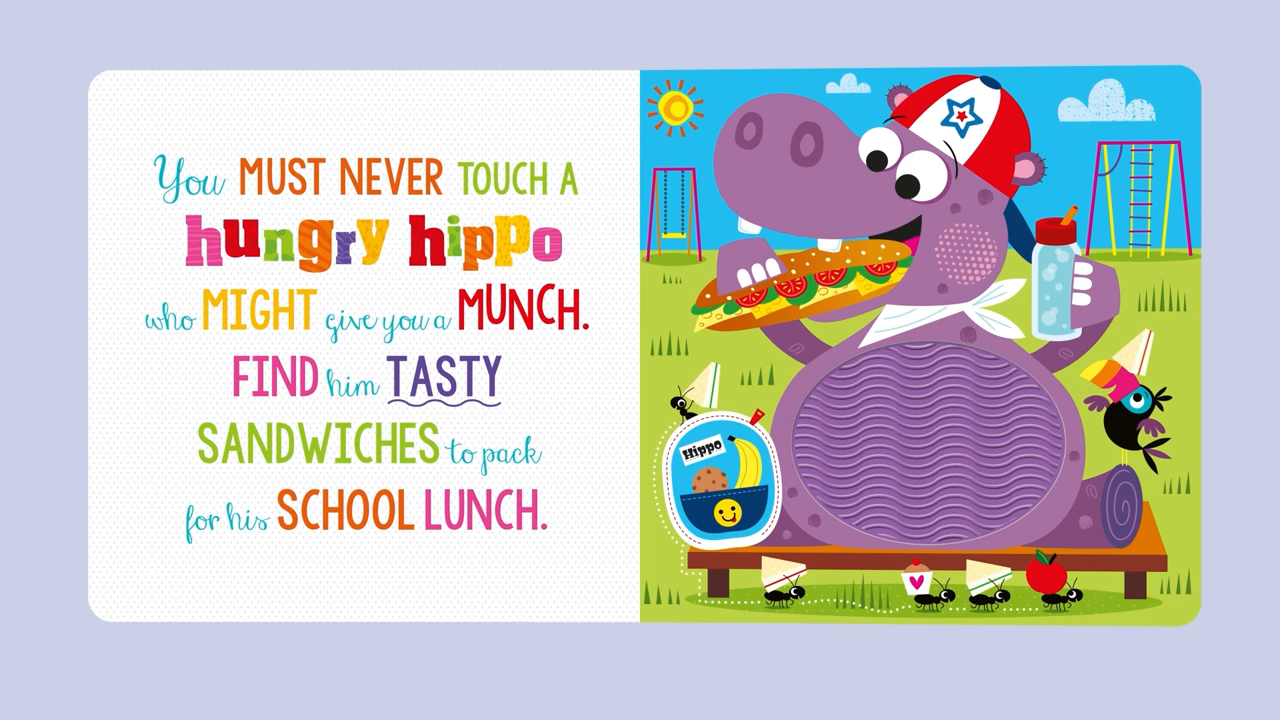 You MUST NEVER TOUCH A
hungry hippo
who MIGHT give you a MUNCH.
FIND him TASTY
SANDWICHES to pack
for his SCHOOL LUNCH.
Hippo